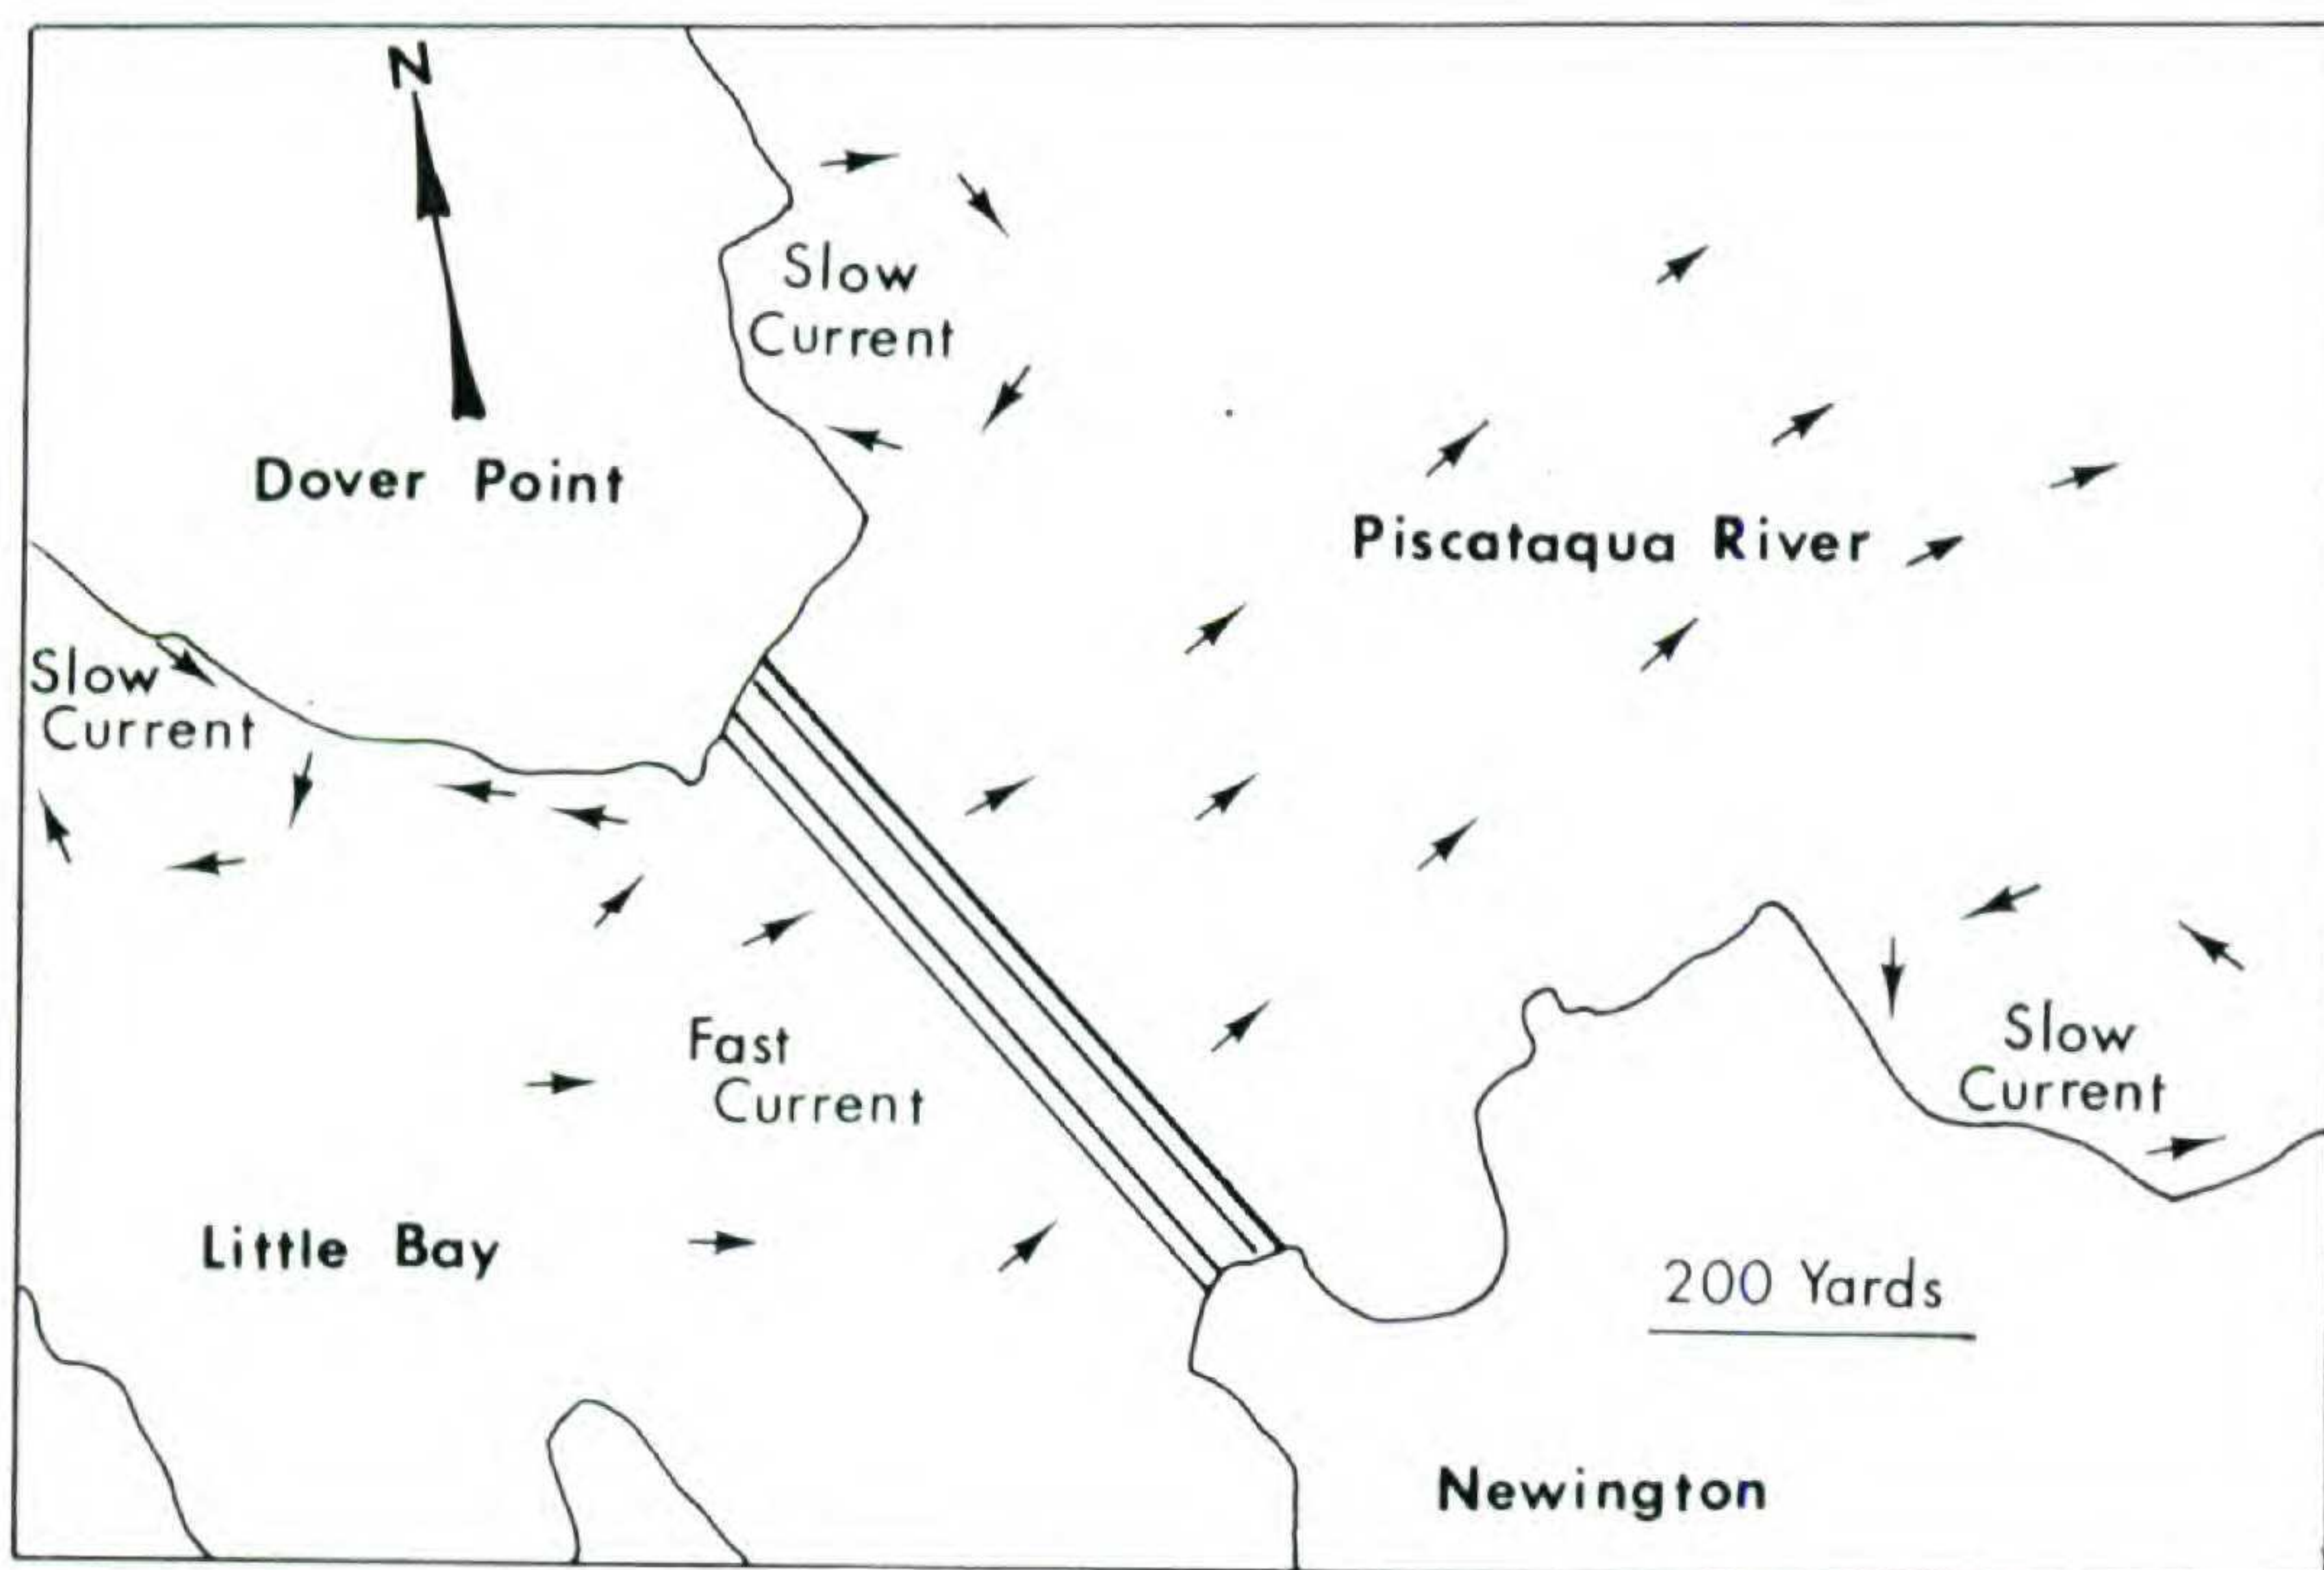 N
Slow
Current
Dover Point
Piscataqua River
Slow
Current
Fast
Current
Slow
Current
Little Bay
200 Yards
Newington